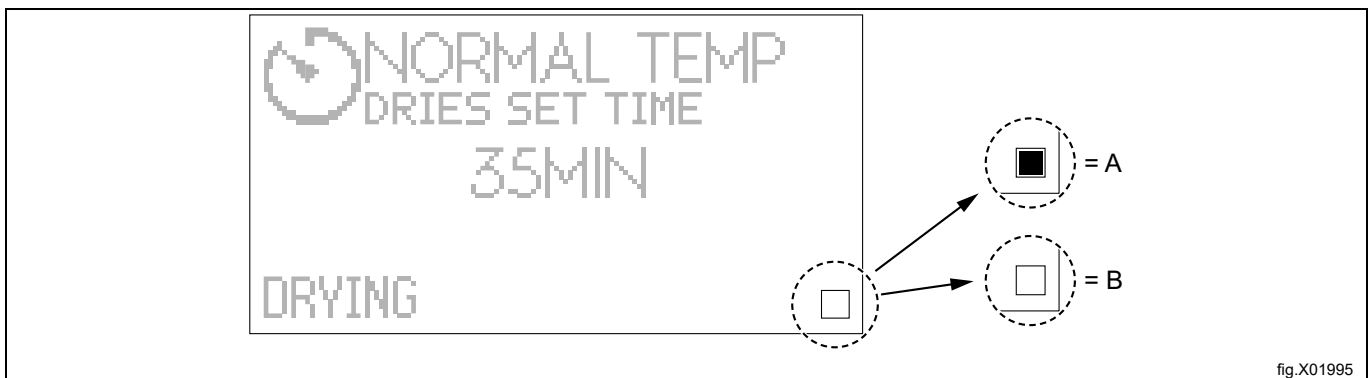 NORMAL TEMP
DRIES SET TIME
35MIN
DRYING
= A
= B
fig.X01995